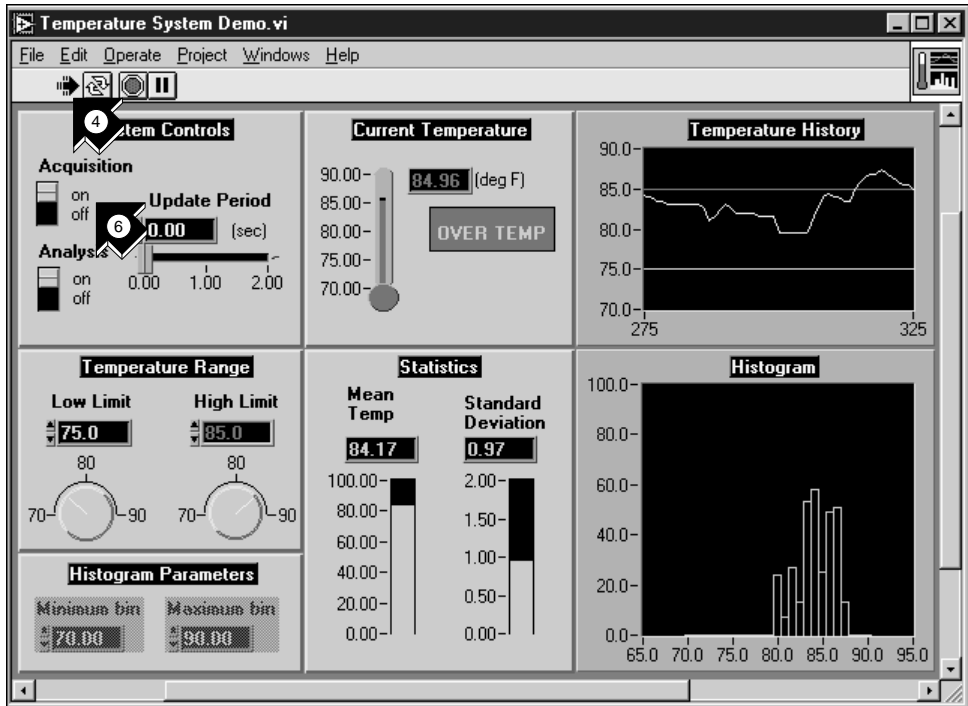 Temperature System Demo.vi
File Edit Operate Project Windows Help
4
tem Controls
Acquisition
on
off
Update Period
6
0.00 (sec)
Analysis
on
off
0.00 1.00 2.00
Current Temperature
84.96 (deg F)
OVER TEMP
90.00
85.00
80.00
75.00
70.00
Temperature History
90.0
85.0
80.0
75.0
70.0
275 325
Temperature Range
Low Limit High Limit
75.0 85.0
80 80
70 90 70 90
Histogram Parameters
Minimum bin Maximum bin
70.00 90.00
Statistics
Mean
Temp
84.17
100.00
80.00
60.00
40.00
20.00
0.00
Standard
Deviation
0.97
2.00
1.50
1.00
0.50
0.00
Histogram
100.0
80.0
60.0
40.0
20.0
0.0
65.0 70.0 75.0 80.0 85.0 90.0 95.0